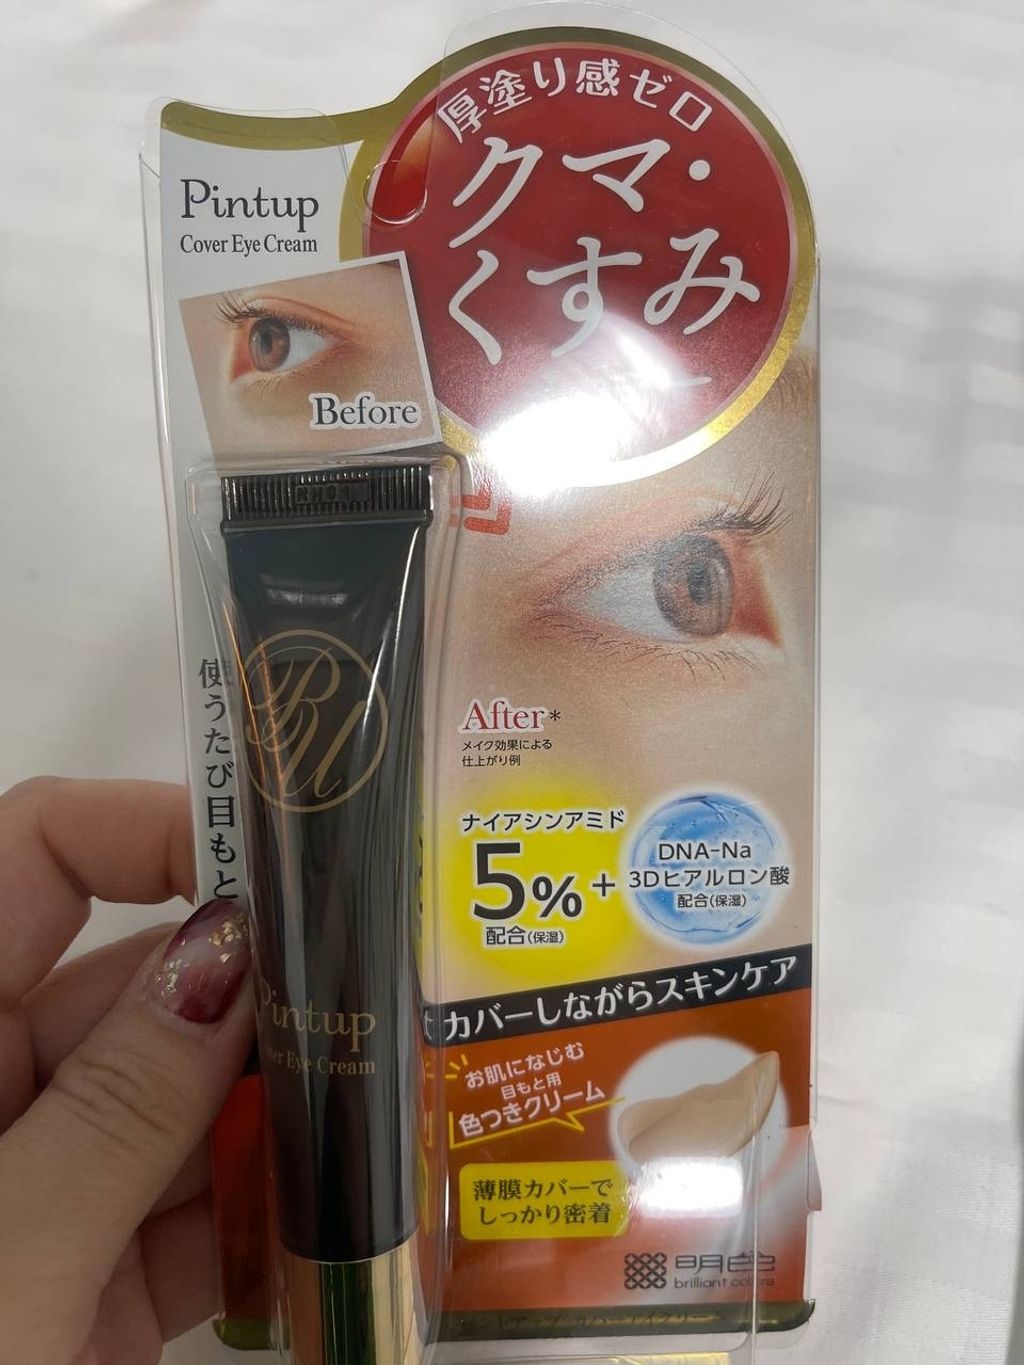 厚塗り感ゼロ
クマ・
くすみ
Pintup
Cover Eye Cream
Before
After*
メイク効果による
仕上がり例
使うたび目もと
ナイアシンアミド
5%
配合(保湿)
+
DNA-Na
3Dヒアルロン酸
配合(保湿)
カバーしながらスキンケア
お肌になじむ
目もと用
色つきクリーム
薄膜カバーで
しっかり密着
明色
brilliant colors
PU
Pintup
Eye Cream